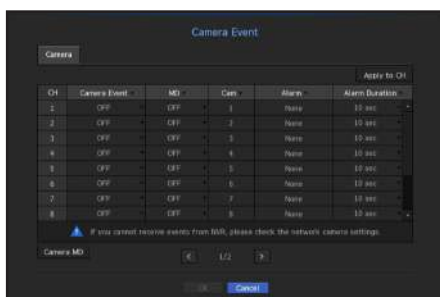 Camera Event
Camera
Apply to CH
CH Camera Event MD Cam Alarm Alarm Duration
1 OFF OFF 1 None 10 sec
2 OFF OFF 2 None 10 sec
3 OFF OFF 3 None 10 sec
4 OFF OFF 4 None 10 sec
5 OFF OFF 5 None 10 sec
6 OFF OFF 6 None 10 sec
7 OFF OFF 7 None 10 sec
8 OFF OFF 8 None 10 sec
If you cannot receive events from NVR, please check the network camera settings.
Camera MD
< 1/2 >
OK Cancel